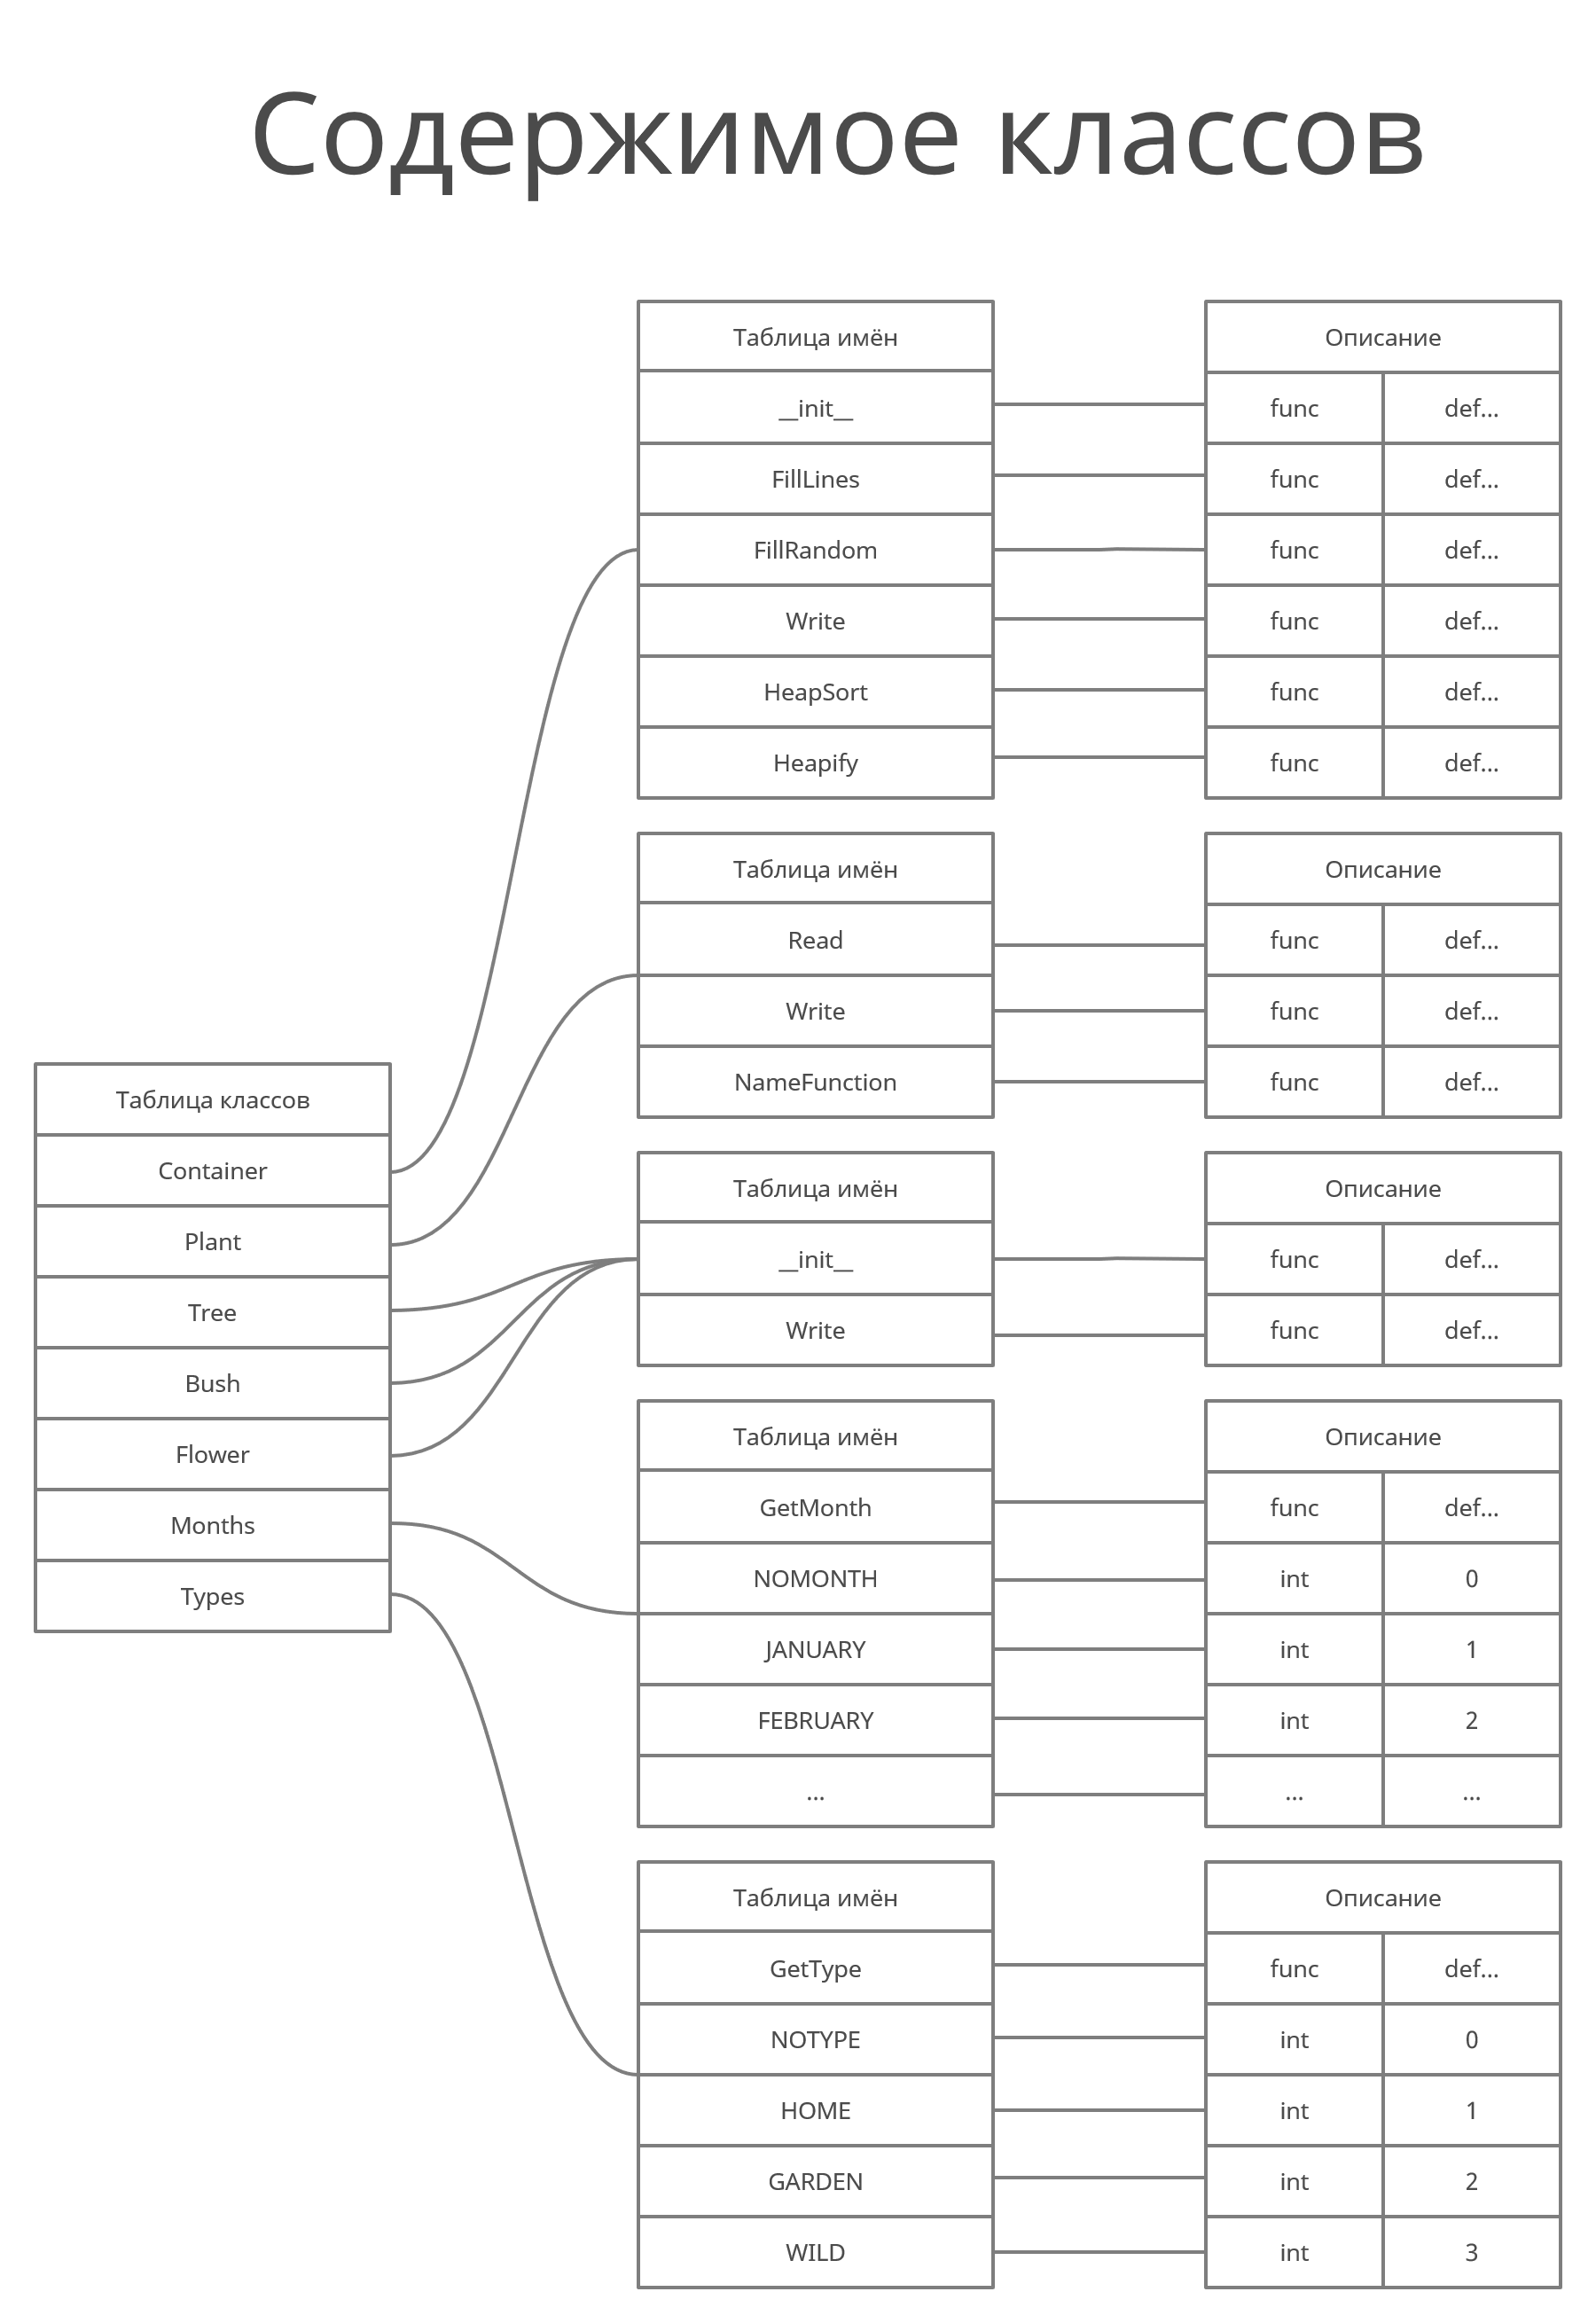 Содержимое классов
Таблица классов
Container
Plant
Tree
Bush
Flower
Months
Types
Таблица имён
Описание
__init__ func def...
FillLines func def...
FillRandom func def...
Write func def...
HeapSort func def...
Heapify func def...
Таблица имён
Описание
Read func def...
Write func def...
NameFunction func def...
Таблица имён
Описание
__init__ func def...
Write func def...
Таблица имён
Описание
GetMonth func def...
NOMONTH int 0
JANUARY int 1
FEBRUARY int 2
... ... ...
Таблица имён
Описание
GetType func def...
NOTYPE int 0
HOME int 1
GARDEN int 2
WILD int 3